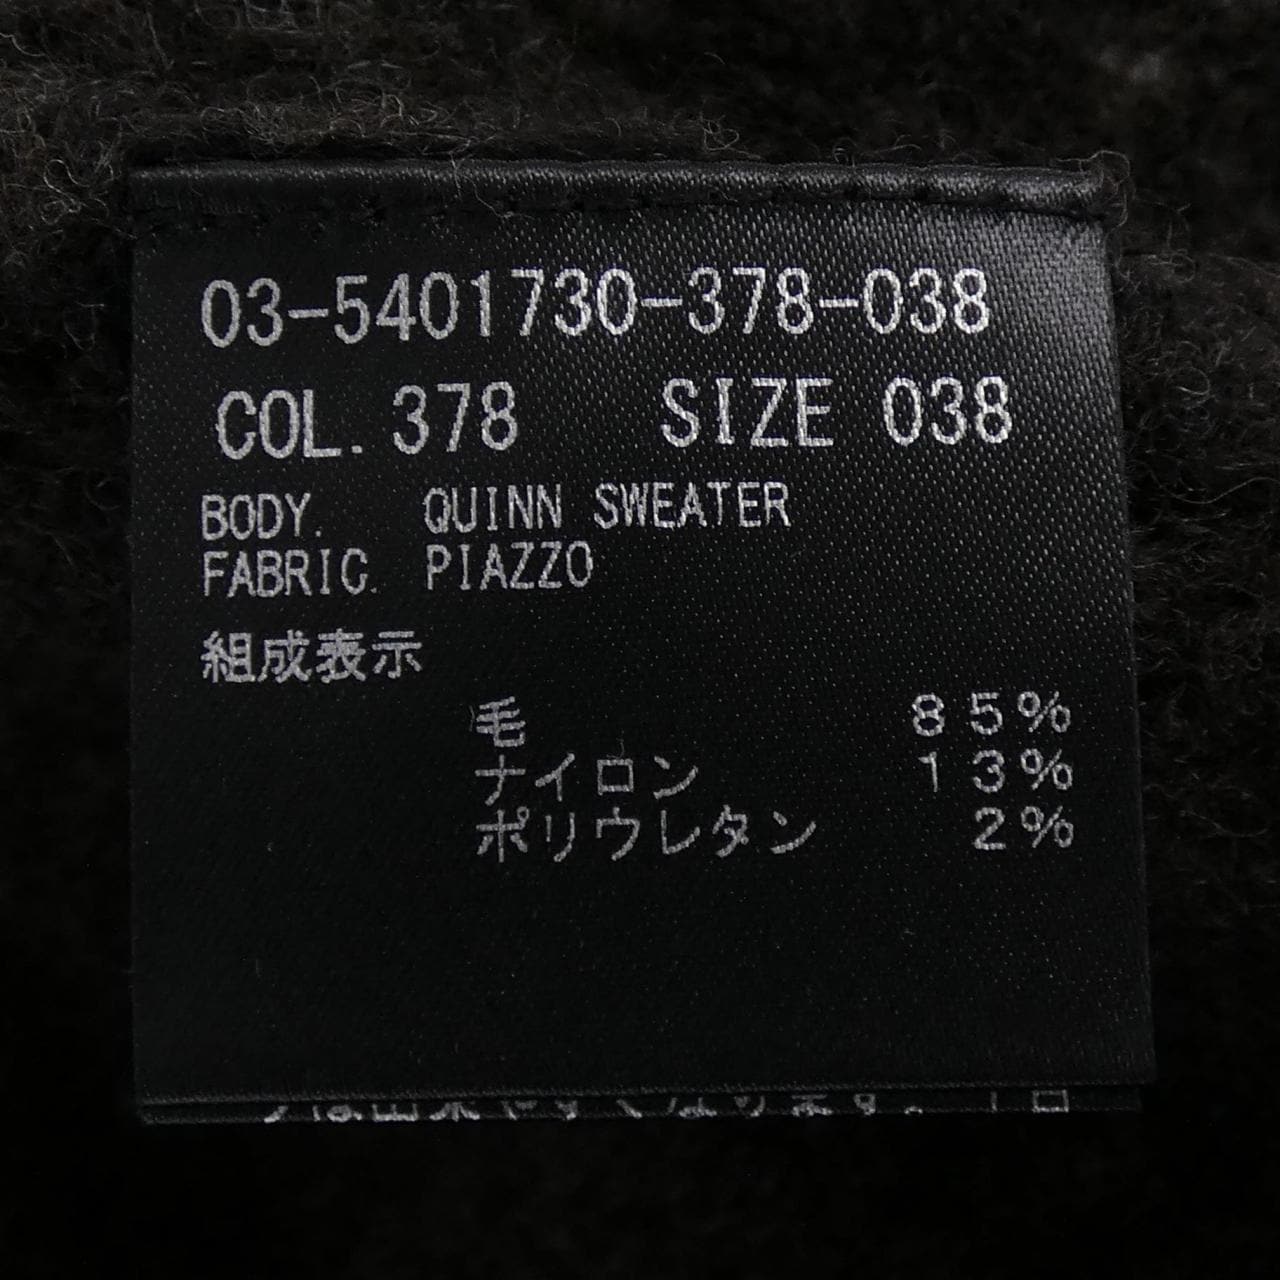 03-5401730-378-038
COL. 378 SIZE 038
BODY. QUINN SWEATER
FABRIC. PIAZZO
組成表示
毛 85%
ナイロン 13%
ポリウレタン 2%